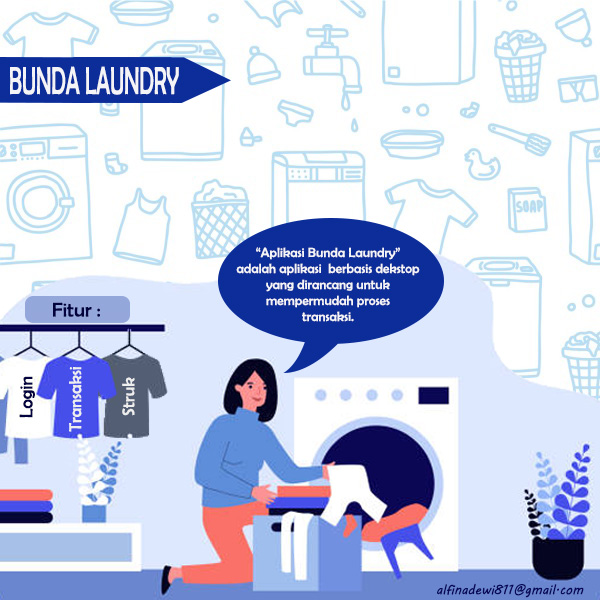 BUNDA LAUNDRY
SOAP
“Aplikasi Bunda Laundry”
adalah aplikasi berbasis dekstop
yang dirancang untuk
mempermudah proses
transaksi.
Fitur :
Login
Transaksi
Struk
alfinadewi811@gmail.com